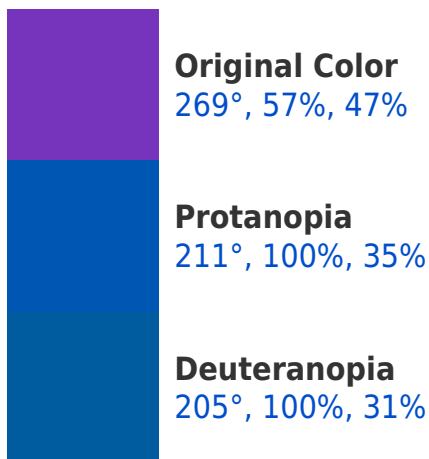 Original Color
269°, 57%, 47%
Protanopia
211°, 100%, 35%
Deuteranopia
205°, 100%, 31%